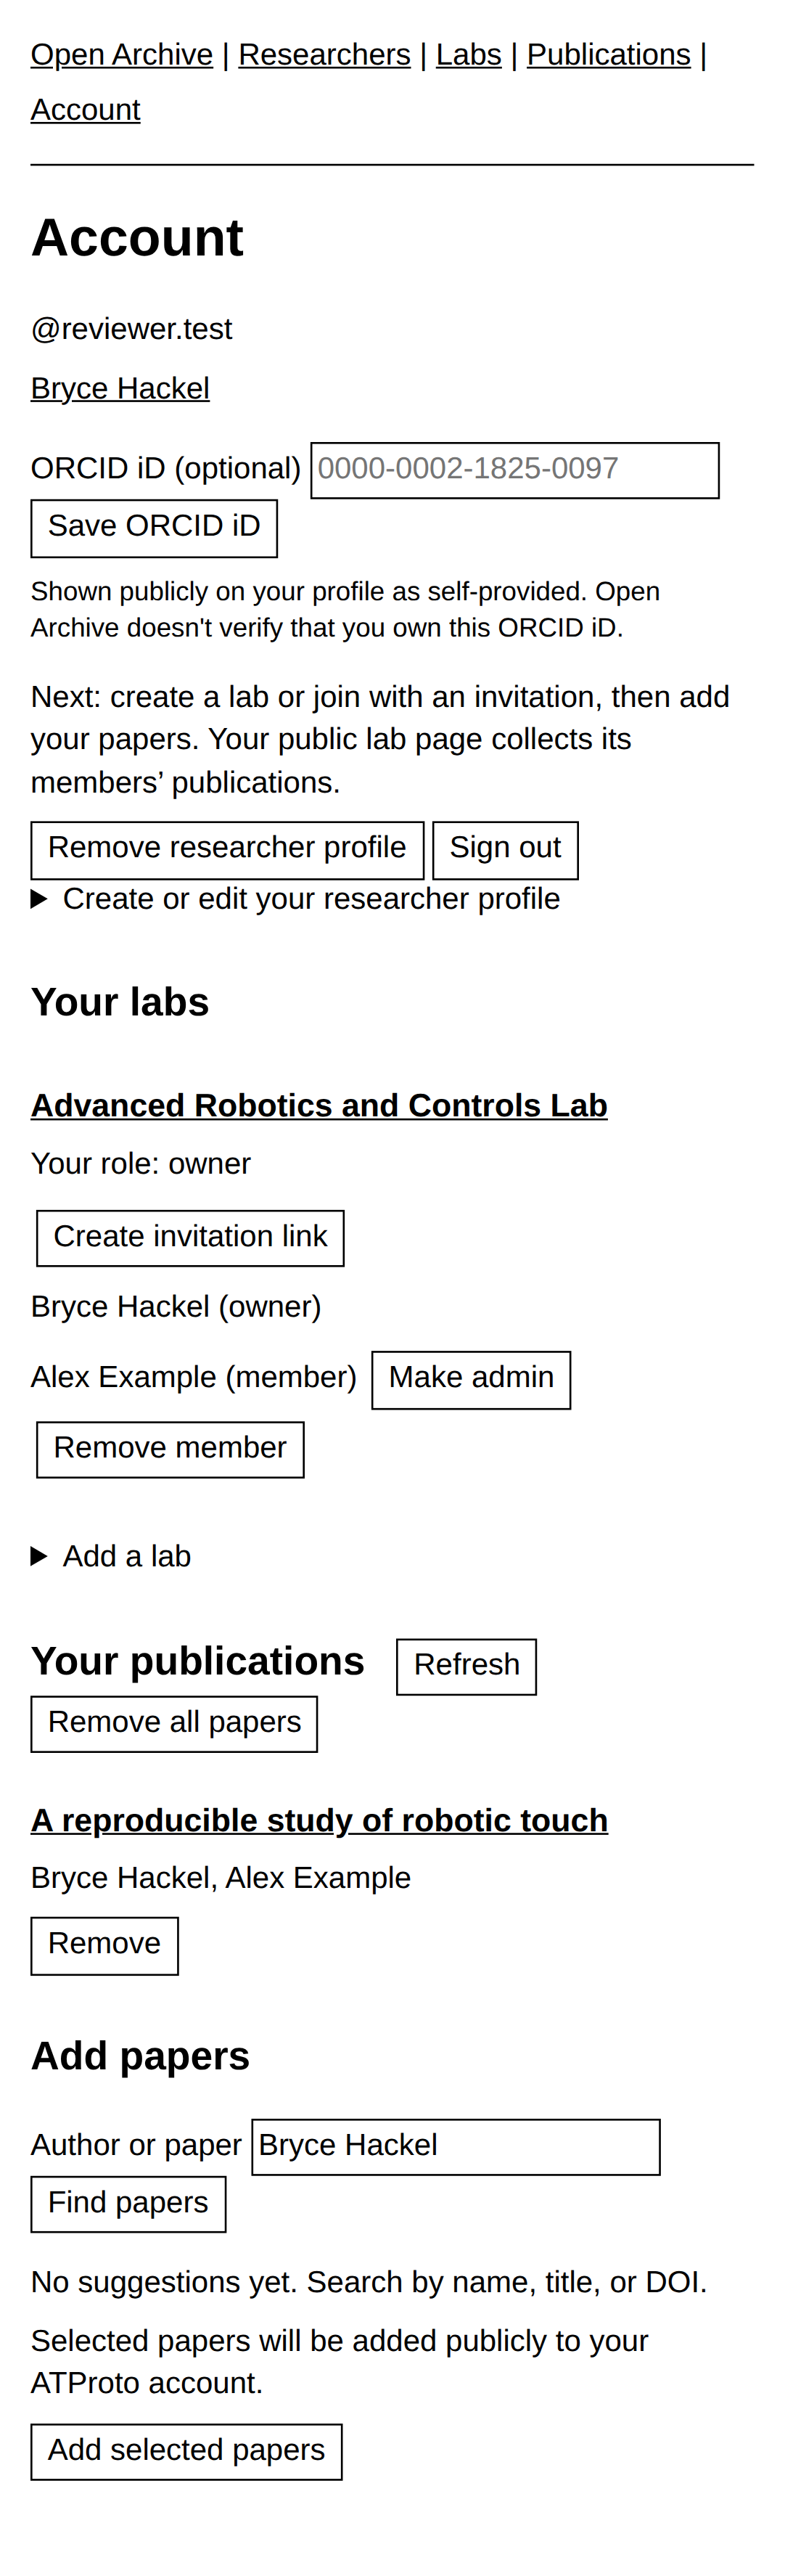 Open Archive | Researchers | Labs | Publications |
Account
Account
@reviewer.test
Bryce Hackel
ORCID iD (optional) 0000-0002-1825-0097
Save ORCID iD
Shown publicly on your profile as self-provided. Open
Archive doesn't verify that you own this ORCID iD.
Next: create a lab or join with an invitation, then add
your papers. Your public lab page collects its
members’ publications.
Remove researcher profile Sign out
Create or edit your researcher profile
Your labs
Advanced Robotics and Controls Lab
Your role: owner
Create invitation link
Bryce Hackel (owner)
Alex Example (member) Make admin
Remove member
Add a lab
Your publications Refresh
Remove all papers
A reproducible study of robotic touch
Bryce Hackel, Alex Example
Remove
Add papers
Author or paper Bryce Hackel
Find papers
No suggestions yet. Search by name, title, or DOI.
Selected papers will be added publicly to your
ATProto account.
Add selected papers